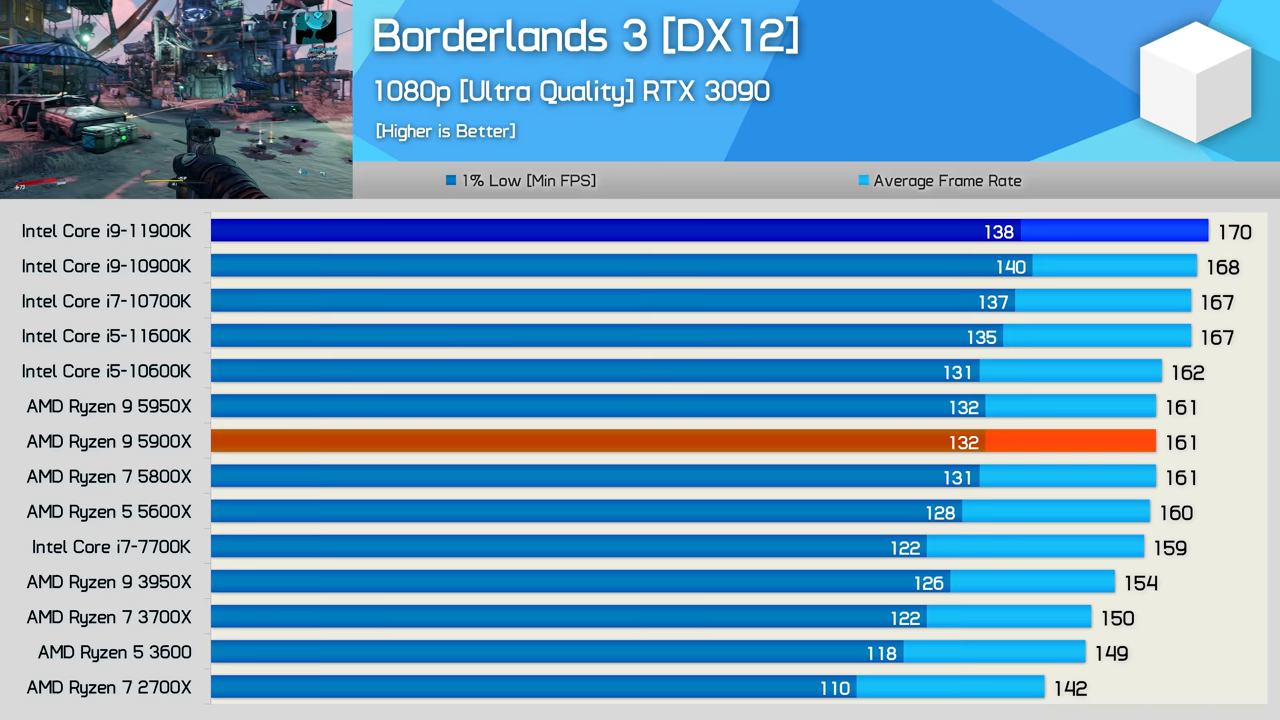 Borderlands 3 [DX12]
1080p [Ultra Quality] RTX 3090
[Higher is Better]
1% Low [Min FPS] Average Frame Rate
Intel Core i9-11900K 138 170
Intel Core i9-10900K 140 168
Intel Core i7-10700K 137 167
Intel Core i5-11600K 135 167
Intel Core i5-10600K 131 162
AMD Ryzen 9 5950X 132 161
AMD Ryzen 9 5900X 132 161
AMD Ryzen 7 5800X 131 161
AMD Ryzen 5 5600X 128 160
Intel Core i7-7700K 122 159
AMD Ryzen 9 3950X 126 154
AMD Ryzen 7 3700X 122 150
AMD Ryzen 5 3600 118 149
AMD Ryzen 7 2700X 110 142